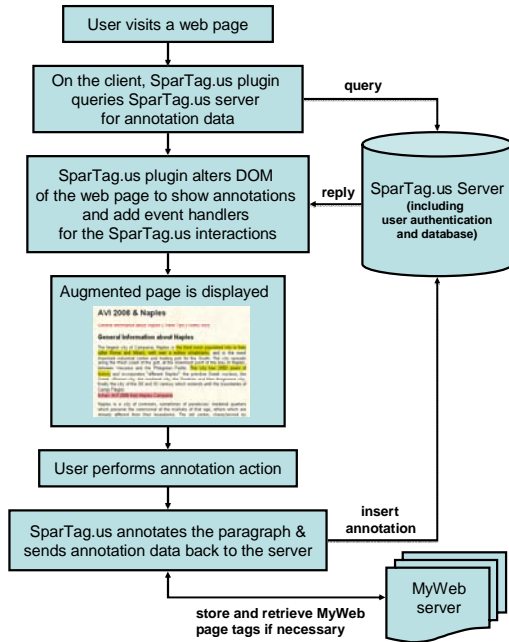 User visits a web page
On the client, SparTag.us plugin
queries SparTag.us server
for annotation data
query
SparTag.us plugin alters DOM
of the web page to show annotations
and add event handlers
for the SparTag.us interactions
reply
SparTag.us Server
(including
user authentication
and database)
Augmented page is displayed
AVI 2008 & Naples
General Information about Naples
User performs annotation action
SparTag.us annotates the paragraph &
sends annotation data back to the server
insert
annotation
MyWeb
server
store and retrieve MyWeb
page tags if necessary